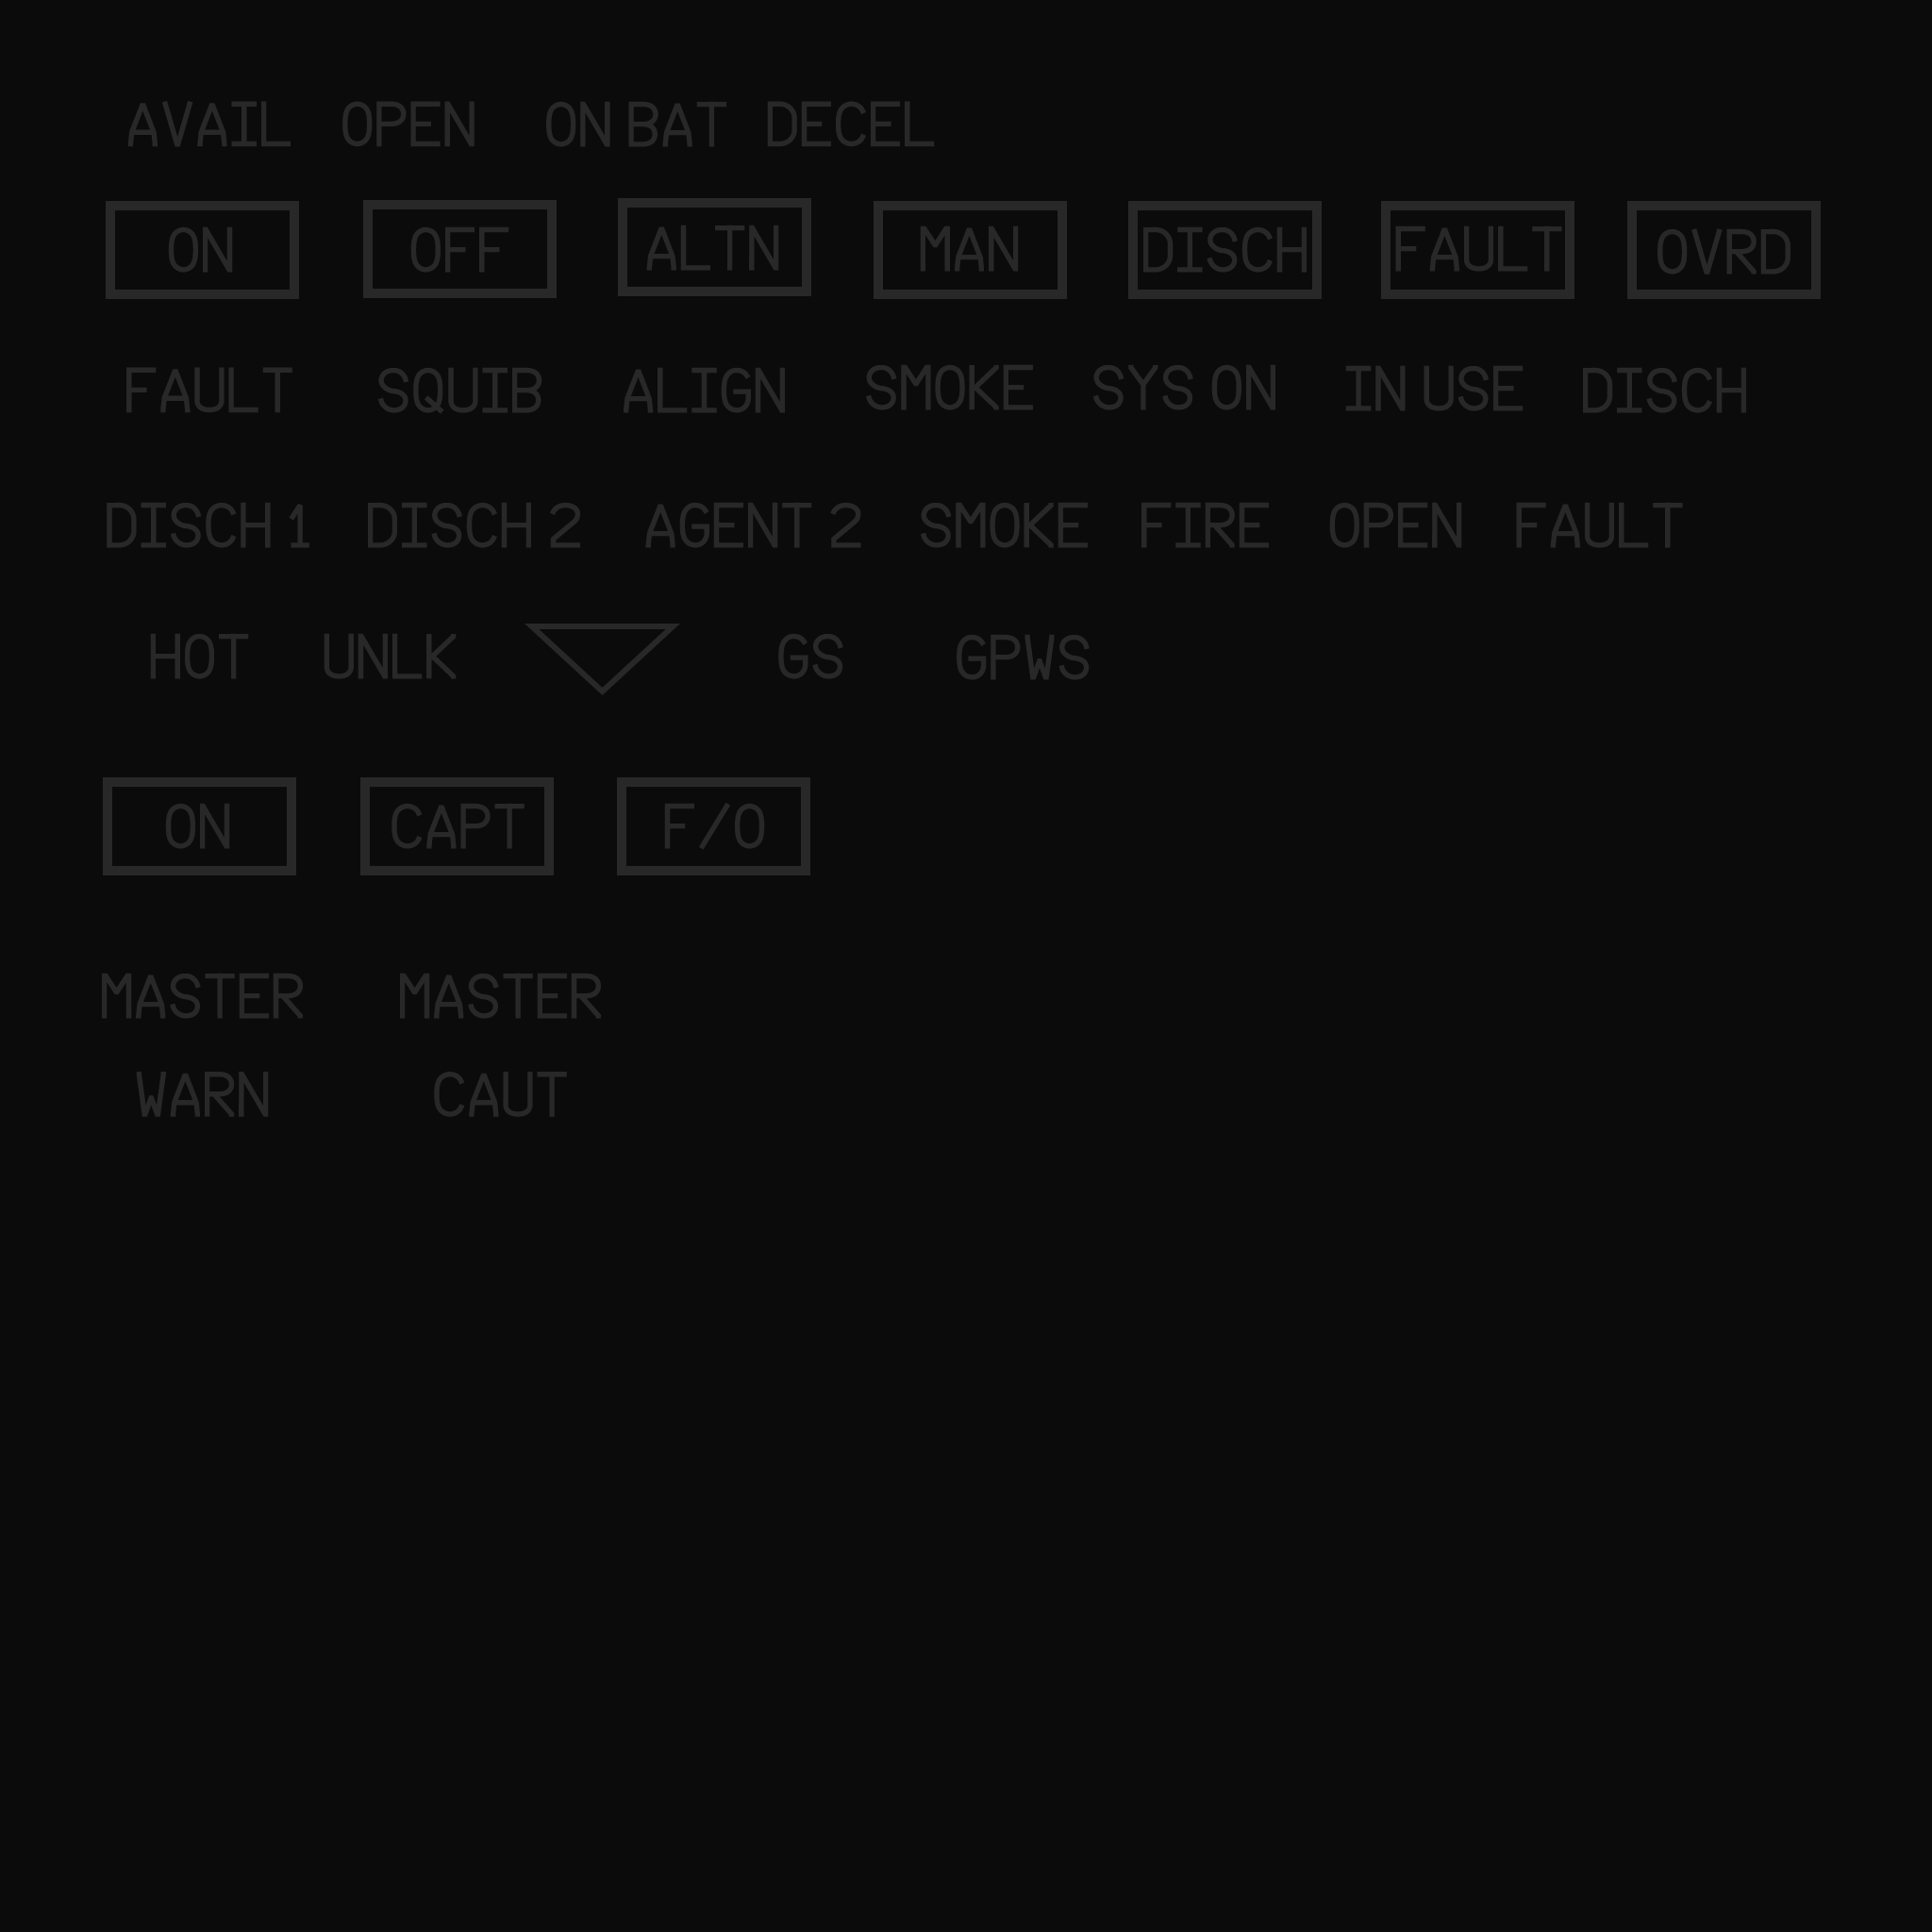 AVAIL OPEN ON BAT DECEL
ON OFF ALTN MAN DISCH FAULT OVRD
FAULT SQUIB ALIGN SMOKE SYS ON IN USE DISCH
DISCH 1 DISCH 2 AGENT 2 SMOKE FIRE OPEN FAULT
HOT UNLK GS GPWS
ON CAPT F/O
MASTER MASTER
WARN CAUT